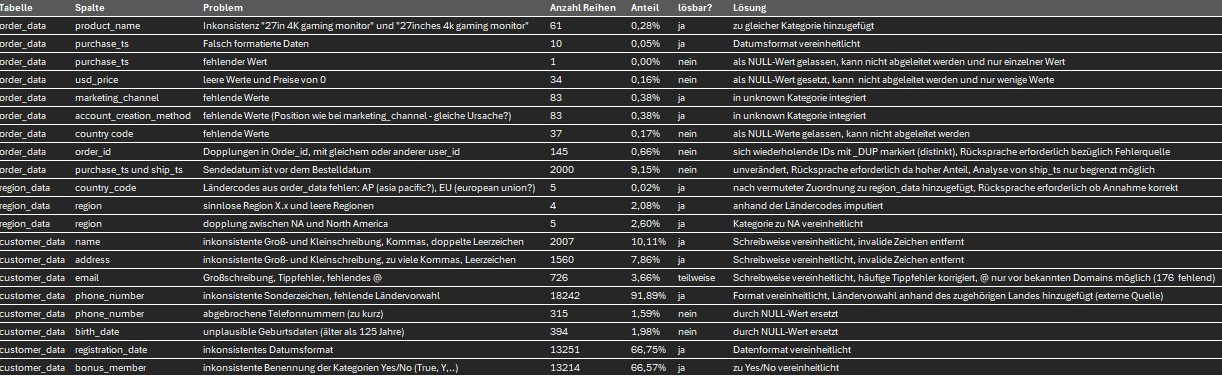 Tabelle Spalte Problem Anzahl Reihen Anteil lösbar? Lösung
order_data product_name Inkonsistenz "27in 4K gaming monitor" und "27inches 4k gaming monitor" 61 0,28% ja zu gleicher Kategorie hinzugefügt
order_data purchase_ts Falsch formatierte Daten 10 0,05% ja Datumsformat vereinheitlicht
order_data purchase_ts fehlender Wert 1 0,00% nein als NULL-Wert gelassen, kann nicht abgeleitet werden und nur einzelner Wert
order_data usd_price leere Werte und Preise von 0 34 0,16% nein als NULL-Wert gesetzt, kann nicht abgeleitet werden und nur wenige Werte
order_data marketing_channel fehlende Werte 83 0,38% ja in unknown Kategorie integriert
order_data account_creation_method fehlende Werte (Position wie bei marketing_channel - gleiche Ursache?) 83 0,38% ja in unknown Kategorie integriert
order_data country code fehlende Werte 37 0,17% nein als NULL-Werte gelassen, kann nicht abgeleitet werden
order_data order_id Dopplungen in Order_id, mit gleichem oder anderer user_id 145 0,66% nein sich wiederholende IDs mit _DUP markiert (distinkt), Rücksprache erforderlich bezüglich Fehlerquelle
order_data purchase_ts und ship_ts Sendedatum ist vor dem Bestelldatum 2000 9,15% nein unverändert, Rücksprache erforderlich da hoher Anteil, Analyse von ship_ts nur begrenzt möglich
region_data country_code Ländercodes aus order_data fehlen: AP (asia pacific?), EU (european union?) 5 0,02% ja nach vermuteter Zuordnung zu region_data hinzugefügt, Rücksprache erforderlich ob Annahme korrekt
region_data region sinnlose Region X.x und leere Regionen 4 2,08% ja anhand der Ländercodes imputiert
region_data region dopplung zwischen NA und North America 5 2,60% ja Kategorie zu NA vereinheitlicht
customer_data name inkonsistente Groß- und Kleinschreibung, Kommas, doppelte Leerzeichen 2007 10,11% ja Schreibweise vereinheitlicht, invalide Zeichen entfernt
customer_data address inkonsistente Groß- und Kleinschreibung, zu viele Kommas, Leerzeichen 1560 7,86% ja Schreibweise vereinheitlicht, invalide Zeichen entfernt
customer_data email Großschreibung, Tippfehler, fehlendes @ 726 3,66% teilweise Schreibweise vereinheitlicht, häufige Tippfehler korrigiert, @ nur vor bekannten Domains möglich (176 fehlend)
customer_data phone_number inkonsistente Sonderzeichen, fehlende Ländervorwahl 18242 91,89% ja Format vereinheitlicht, Ländervorwahl anhand des zugehörigen Landes hinzugefügt (externe Quelle)
customer_data phone_number abgebrochene Telefonnummern (zu kurz) 315 1,59% nein durch NULL-Wert ersetzt
customer_data birth_date unplausible Geburtsdaten (älter als 125 Jahre) 394 1,98% nein durch NULL-Wert ersetzt
customer_data registration_date inkonsistentes Datumsformat 13251 66,75% ja Datenformat vereinheitlicht
customer_data bonus_member inkonsistente Benennung der Kategorien Yes/No (True, Y,..) 13214 66,57% ja zu Yes/No vereinheitlicht